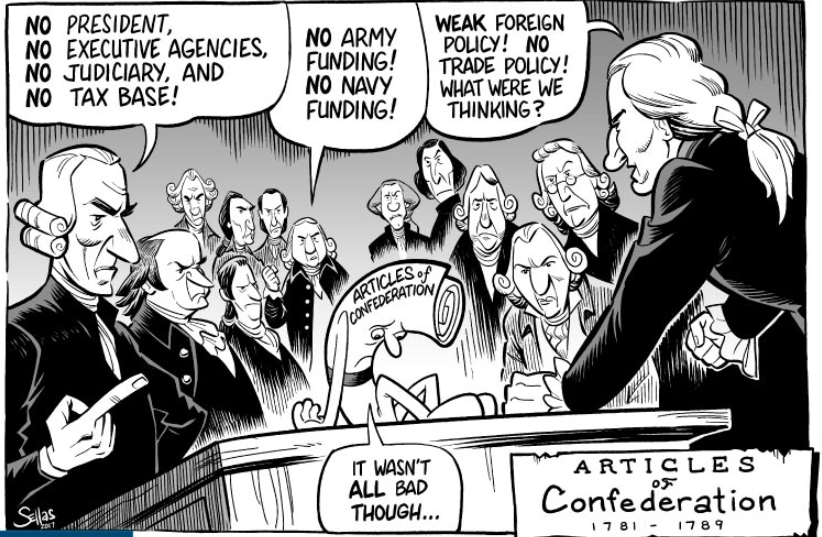 NO PRESIDENT,
NO EXECUTIVE AGENCIES,
NO JUDICIARY, AND
NO TAX BASE!
NO ARMY
FUNDING!
NO NAVY
FUNDING!
WEAK FOREIGN
POLICY! NO
TRADE POLICY!
WHAT WERE WE
THINKING?
ARTICLES of
CONFEDERATION
IT WASN'T
ALL BAD
THOUGH...
ARTICLES
OF
Confederation
1781 - 1789
Sellas
2017